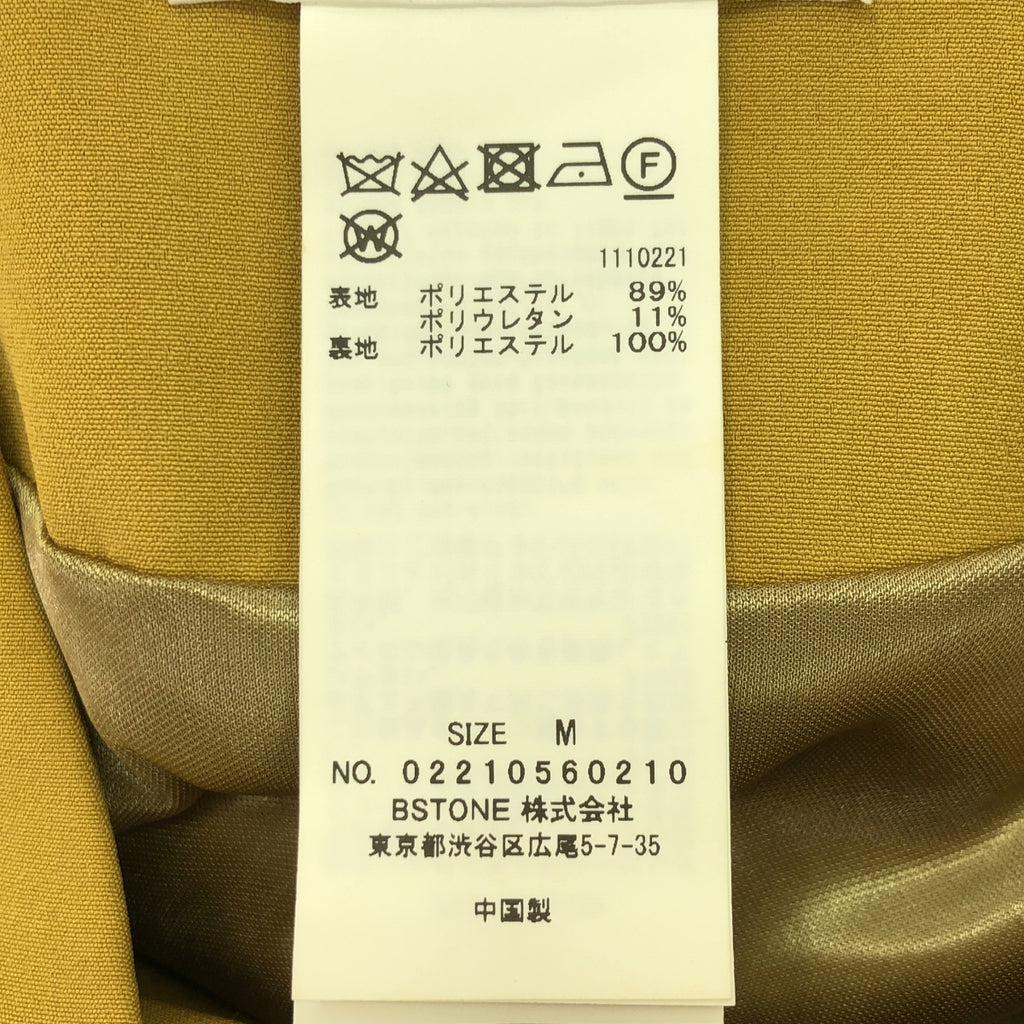 F
W
1110221
表地 ポリエステル 89%
ポリウレタン 11%
裏地 ポリエステル 100%
SIZE M
NO. 02210560210
BSTONE 株式会社
東京都渋谷区広尾5-7-35
中国製